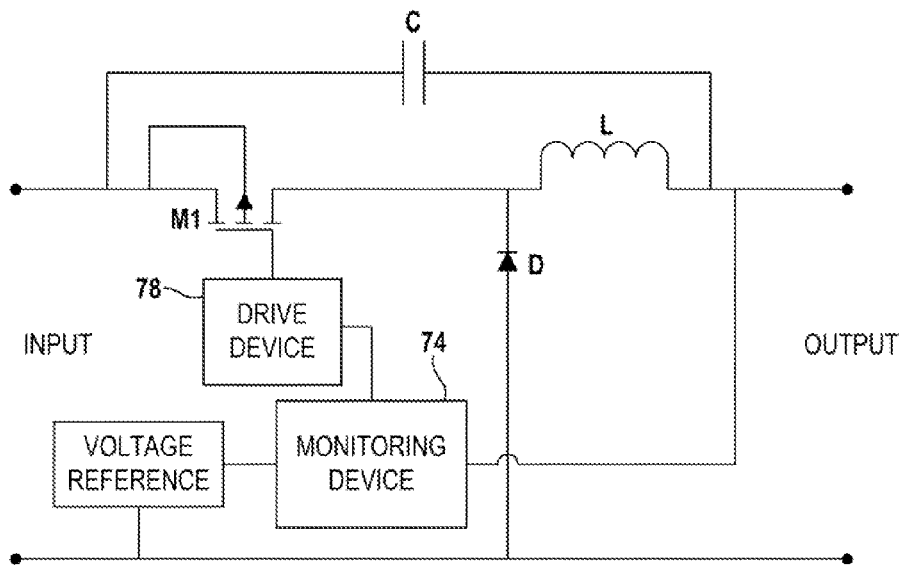 C
L
M1
D
78
DRIVE
DEVICE
INPUT
74
OUTPUT
VOLTAGE
REFERENCE
MONITORING
DEVICE